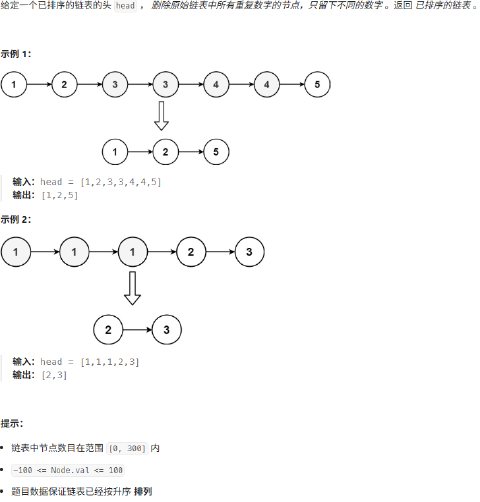 给定一个已排序的链表的头 head ， 删除原始链表中所有重复数字的节点，只留下不同的数字 。返回 已排序的链表 。
示例 1：
1 2 3 3 4 4 5
1 2 5
输入：head = [1,2,3,3,4,4,5]
输出：[1,2,5]
示例 2：
1 1 1 2 3
2 3
输入：head = [1,1,1,2,3]
输出：[2,3]
提示：
链表中节点数目在范围 [0, 300] 内
-100 <= Node.val <= 100
题目数据保证链表已经按升序 排列